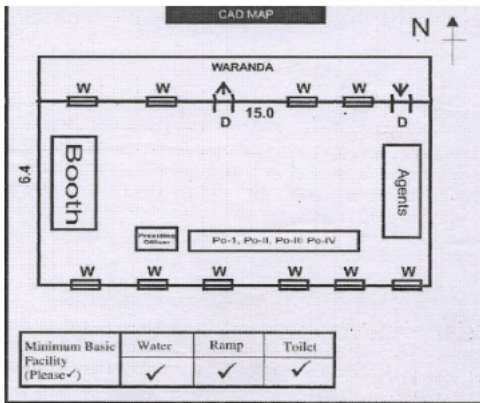 CAD MAP
N
WARANDA
W W W W
D 15.0 D
6.4
Booth
Agents
Presiding Officer
Po-1, Po-II, Po-III Po-IV
W W W W W W
Minimum Basic Facility (Please✓) Water Ramp Toilet
✓ ✓ ✓